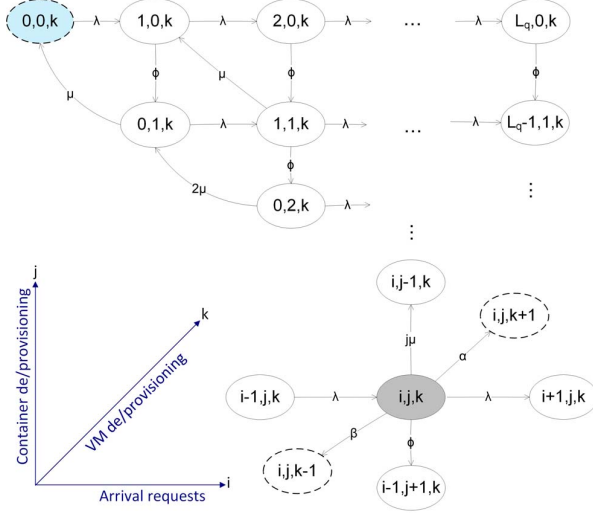 0,0,k λ 1,0,k λ 2,0,k λ ... λ Lq,0,k
ϕ ϕ ϕ
μ μ
0,1,k λ 1,1,k λ ... λ Lq-1,1,k
ϕ
2μ 0,2,k λ ⋮
⋮
j
i,j-1,k
k
i,j,k+1
Container de/provisioning
VM de/provisioning
jμ
α
i-1,j,k λ i,j,k λ i+1,j,k
β
ϕ
i,j,k-1
i-1,j+1,k
i
Arrival requests